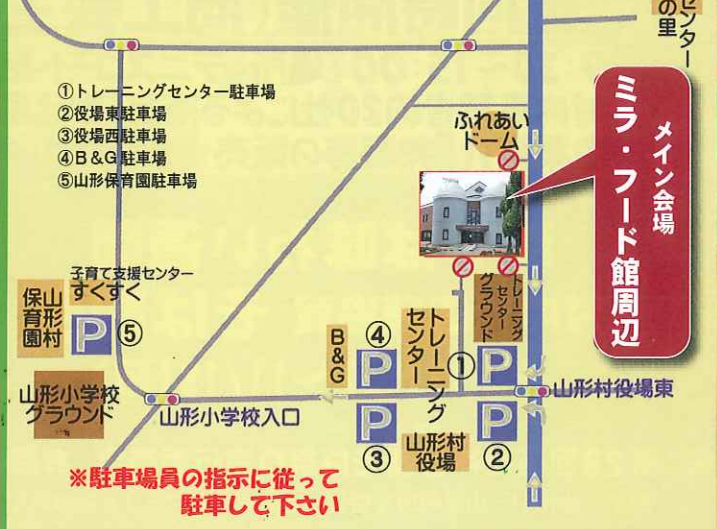 センター
の里
①トレーニングセンター駐車場
②役場東駐車場
③役場西駐車場
④B&G駐車場
⑤山形保育園駐車場
ふれあい
ドーム
メイン会場
ミラ・フード館周辺
子育て支援センター
すくすく
山形村
保育園
P ⑤
山形小学校
グラウンド
山形小学校入口
B&G
④
P
P
③
トレーニング
センター
山形村
役場
トレーニング
センター
グラウンド
①
P
P
②
山形村役場東
※駐車場員の指示に従って
駐車して下さい